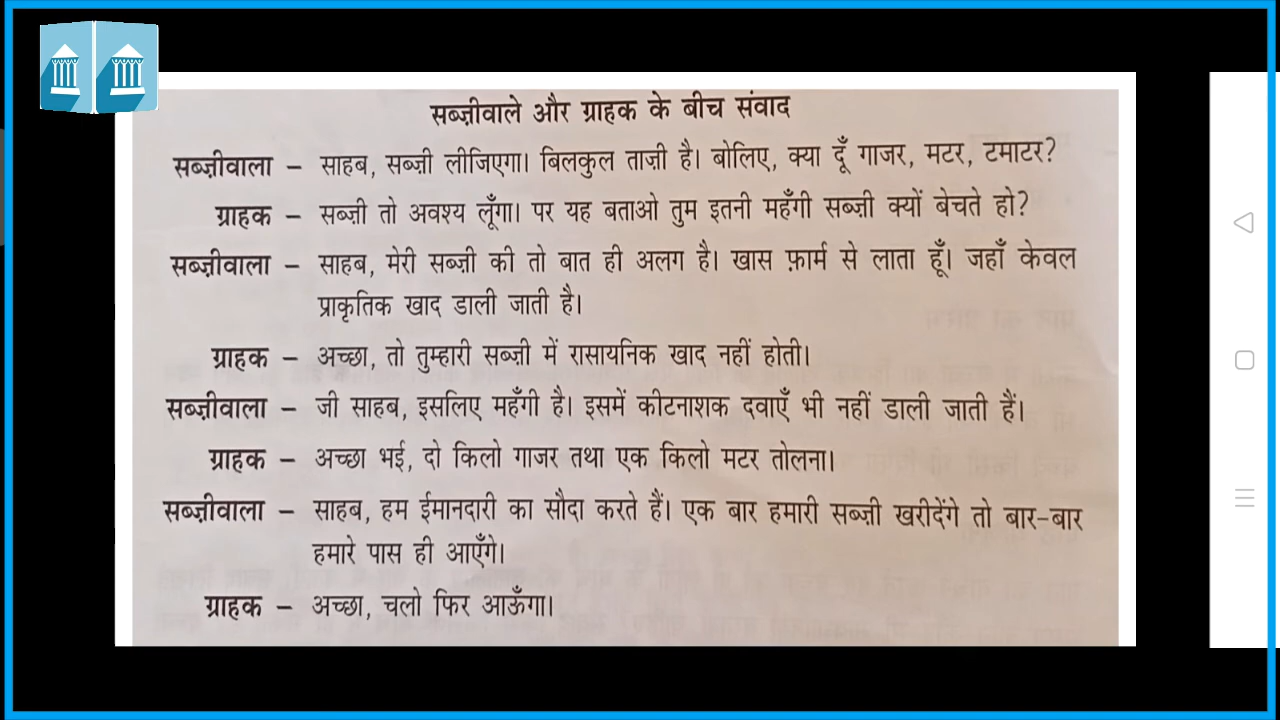 सब्ज़ीवाले और ग्राहक के बीच संवाद
सब्ज़ीवाला – साहब, सब्ज़ी लीजिएगा। बिलकुल ताज़ी है। बोलिए, क्या दूँ गाजर, मटर, टमाटर?
ग्राहक – सब्ज़ी तो अवश्य लूँगा। पर यह बताओ तुम इतनी महँगी सब्ज़ी क्यों बेचते हो?
सब्ज़ीवाला – साहब, मेरी सब्ज़ी की तो बात ही अलग है। खास फ़ार्म से लाता हूँ। जहाँ केवल
प्राकृतिक खाद डाली जाती है।
ग्राहक – अच्छा, तो तुम्हारी सब्ज़ी में रासायनिक खाद नहीं होती।
सब्ज़ीवाला – जी साहब, इसलिए महँगी है। इसमें कीटनाशक दवाएँ भी नहीं डाली जाती हैं।
ग्राहक – अच्छा भई, दो किलो गाजर तथा एक किलो मटर तोलना।
सब्ज़ीवाला – साहब, हम ईमानदारी का सौदा करते हैं। एक बार हमारी सब्ज़ी खरीदेंगे तो बार-बार
हमारे पास ही आएँगे।
ग्राहक – अच्छा, चलो फिर आऊँगा।